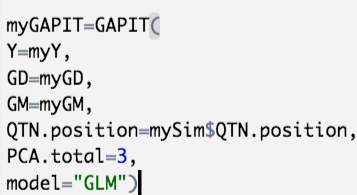 myGAPIT=GAPIT(
Y=myY,
GD=myGD,
GM=myGM,
QTN.position=mySim$QTN.position,
PCA.total=3,
model="GLM")